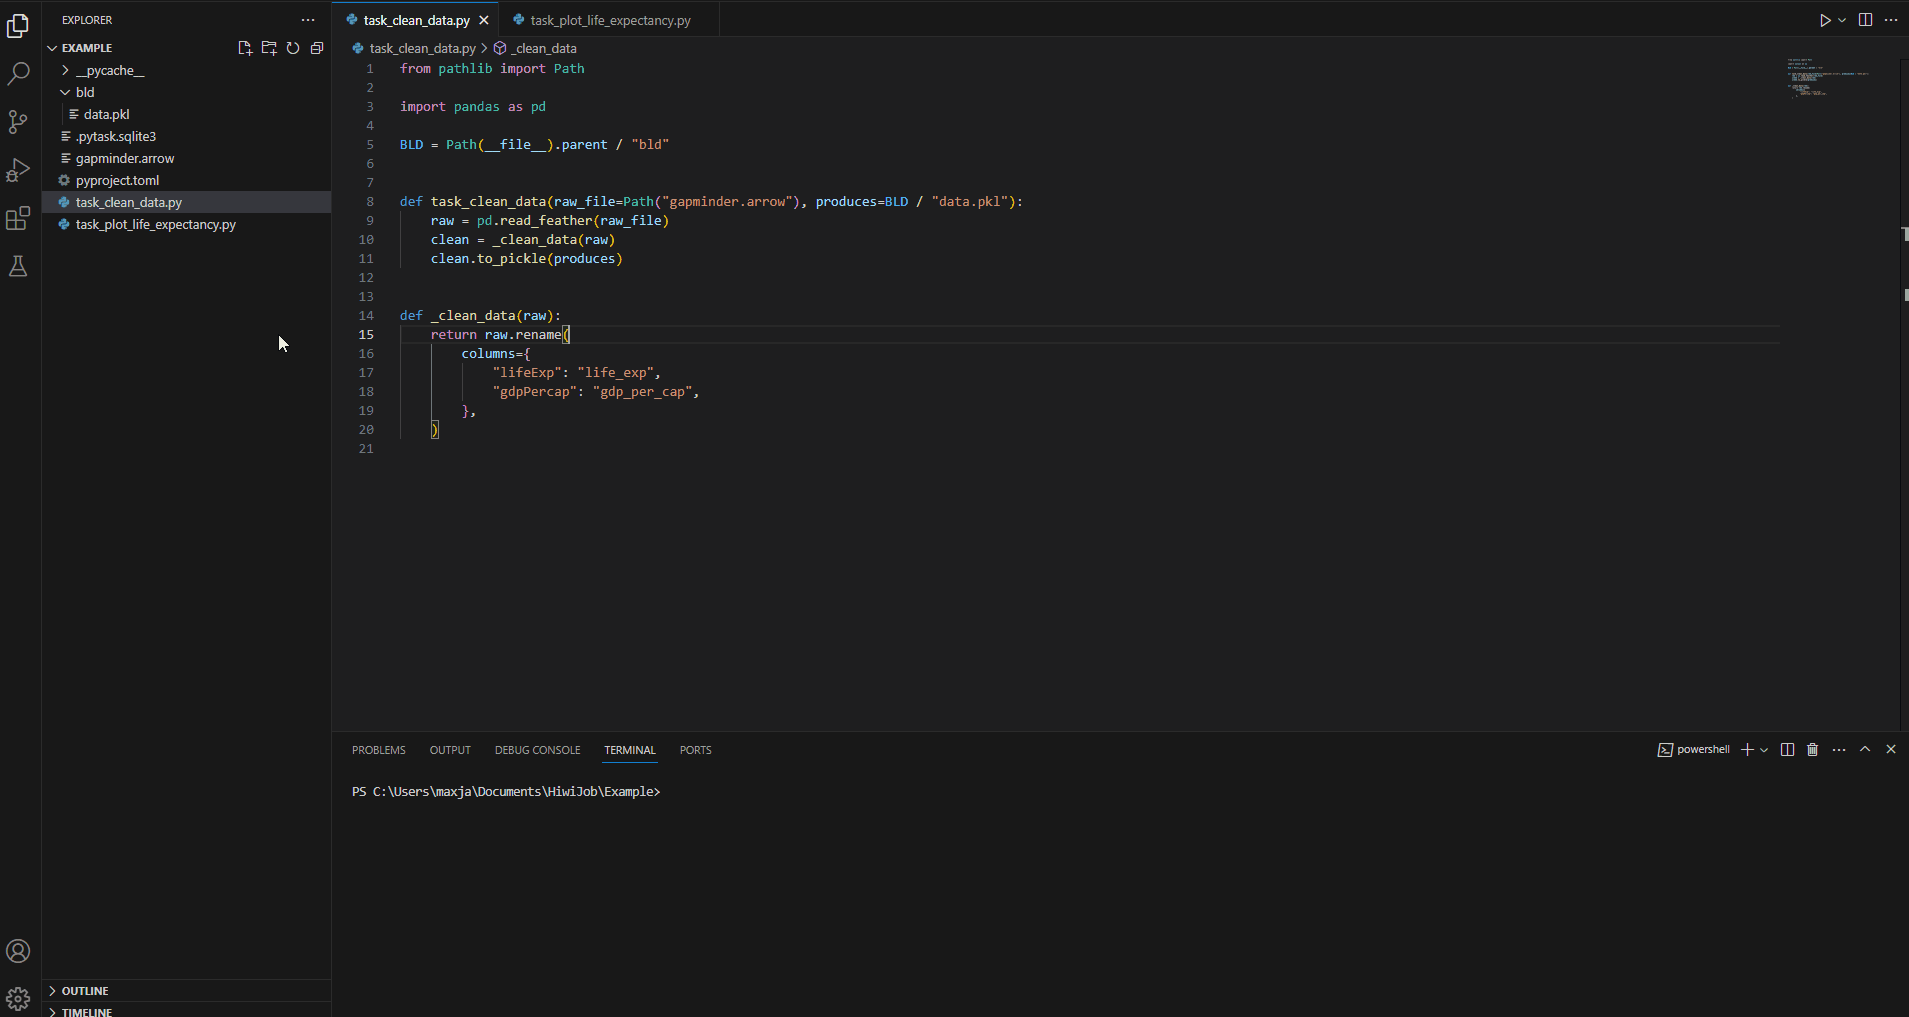 EXPLORER
EXAMPLE
__pycache__
bld
data.pkl
.pytask.sqlite3
gapminder.arrow
pyproject.toml
task_clean_data.py
task_plot_life_expectancy.py
OUTLINE
TIMELINE
task_clean_data.py task_plot_life_expectancy.py
task_clean_data.py > _clean_data
1 from pathlib import Path
2
3 import pandas as pd
4
5 BLD = Path(__file__).parent / "bld"
6
7
8 def task_clean_data(raw_file=Path("gapminder.arrow"), produces=BLD / "data.pkl"):
9 raw = pd.read_feather(raw_file)
10 clean = _clean_data(raw)
11 clean.to_pickle(produces)
12
13
14 def _clean_data(raw):
15 return raw.rename(
16 columns={
17 "lifeExp": "life_exp",
18 "gdpPercap": "gdp_per_cap",
19 },
20 )
21
PROBLEMS OUTPUT DEBUG CONSOLE TERMINAL PORTS
powershell
PS C:\Users\maxja\Documents\HiwiJob\Example>